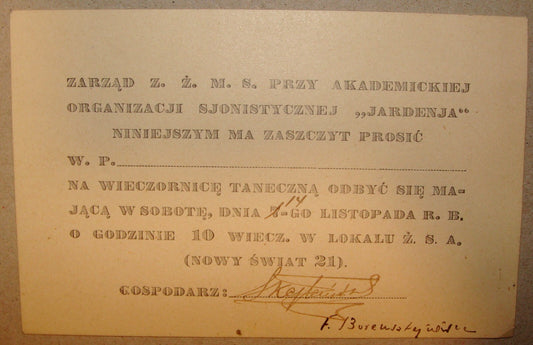 ZARZĄD Z. Ż. M. S. PRZY AKADEMICKIEJ
ORGANIZACJI SJONISTYCZNEJ „JARDENJA“
NINIEJSZYM MA ZASZCZYT PROSIĆ
W. P.
NA WIECZORNICĘ TANECZNĄ ODBYĆ SIĘ MA-
JĄCĄ W SOBOTĘ, DNIA 14-GO LISTOPADA R. B.
O GODZINIE 10 WIECZ. W LOKALU Ż. S. A.
(NOWY ŚWIAT 21).
GOSPODARZ: